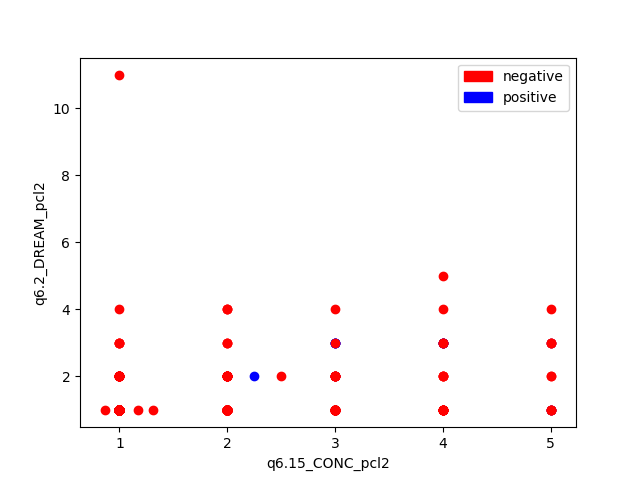 negative
positive
10
8
6
4
2
q6.2_DREAM_pcl2
1 2 3 4 5
q6.15_CONC_pcl2